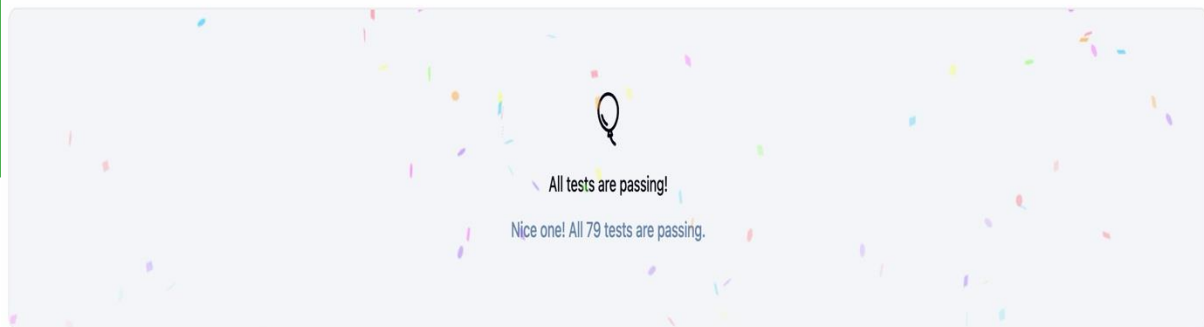 All tests are passing!
Nice one! All 79 tests are passing.